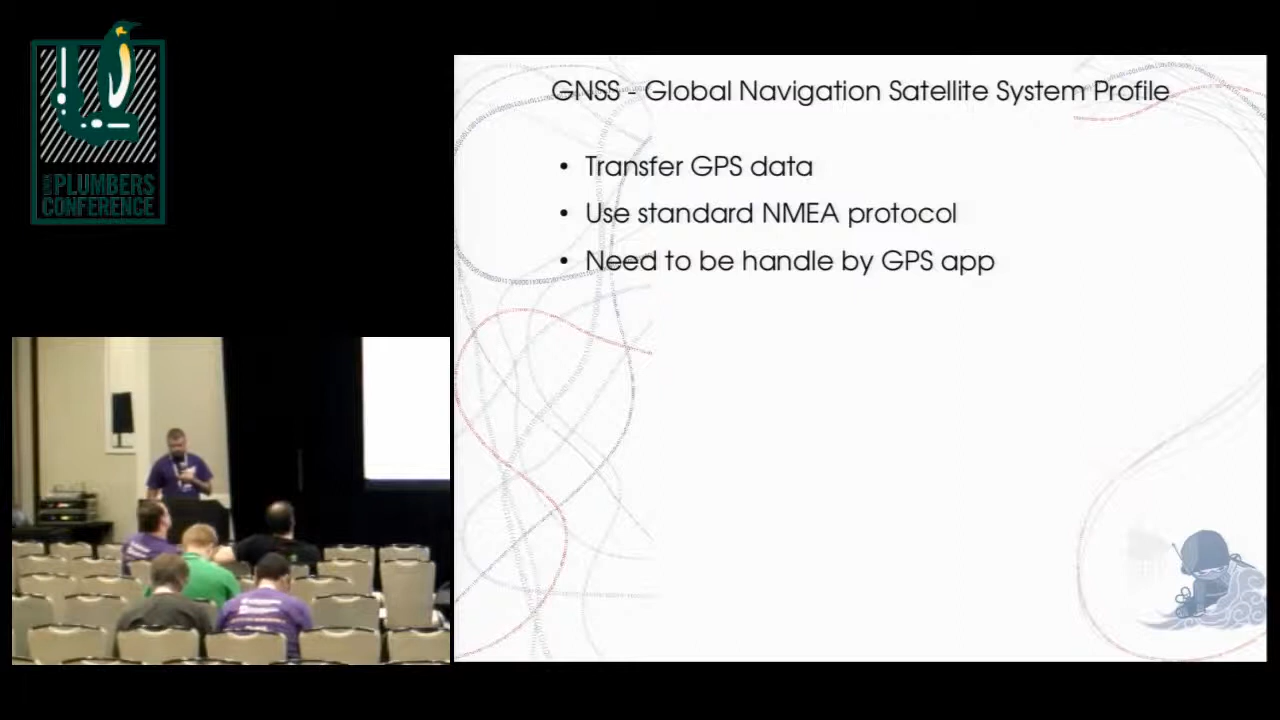 PLUMBERS
CONFERENCE
GNSS - Global Navigation Satellite System Profile
• Transfer GPS data
• Use standard NMEA protocol
• Need to be handle by GPS app